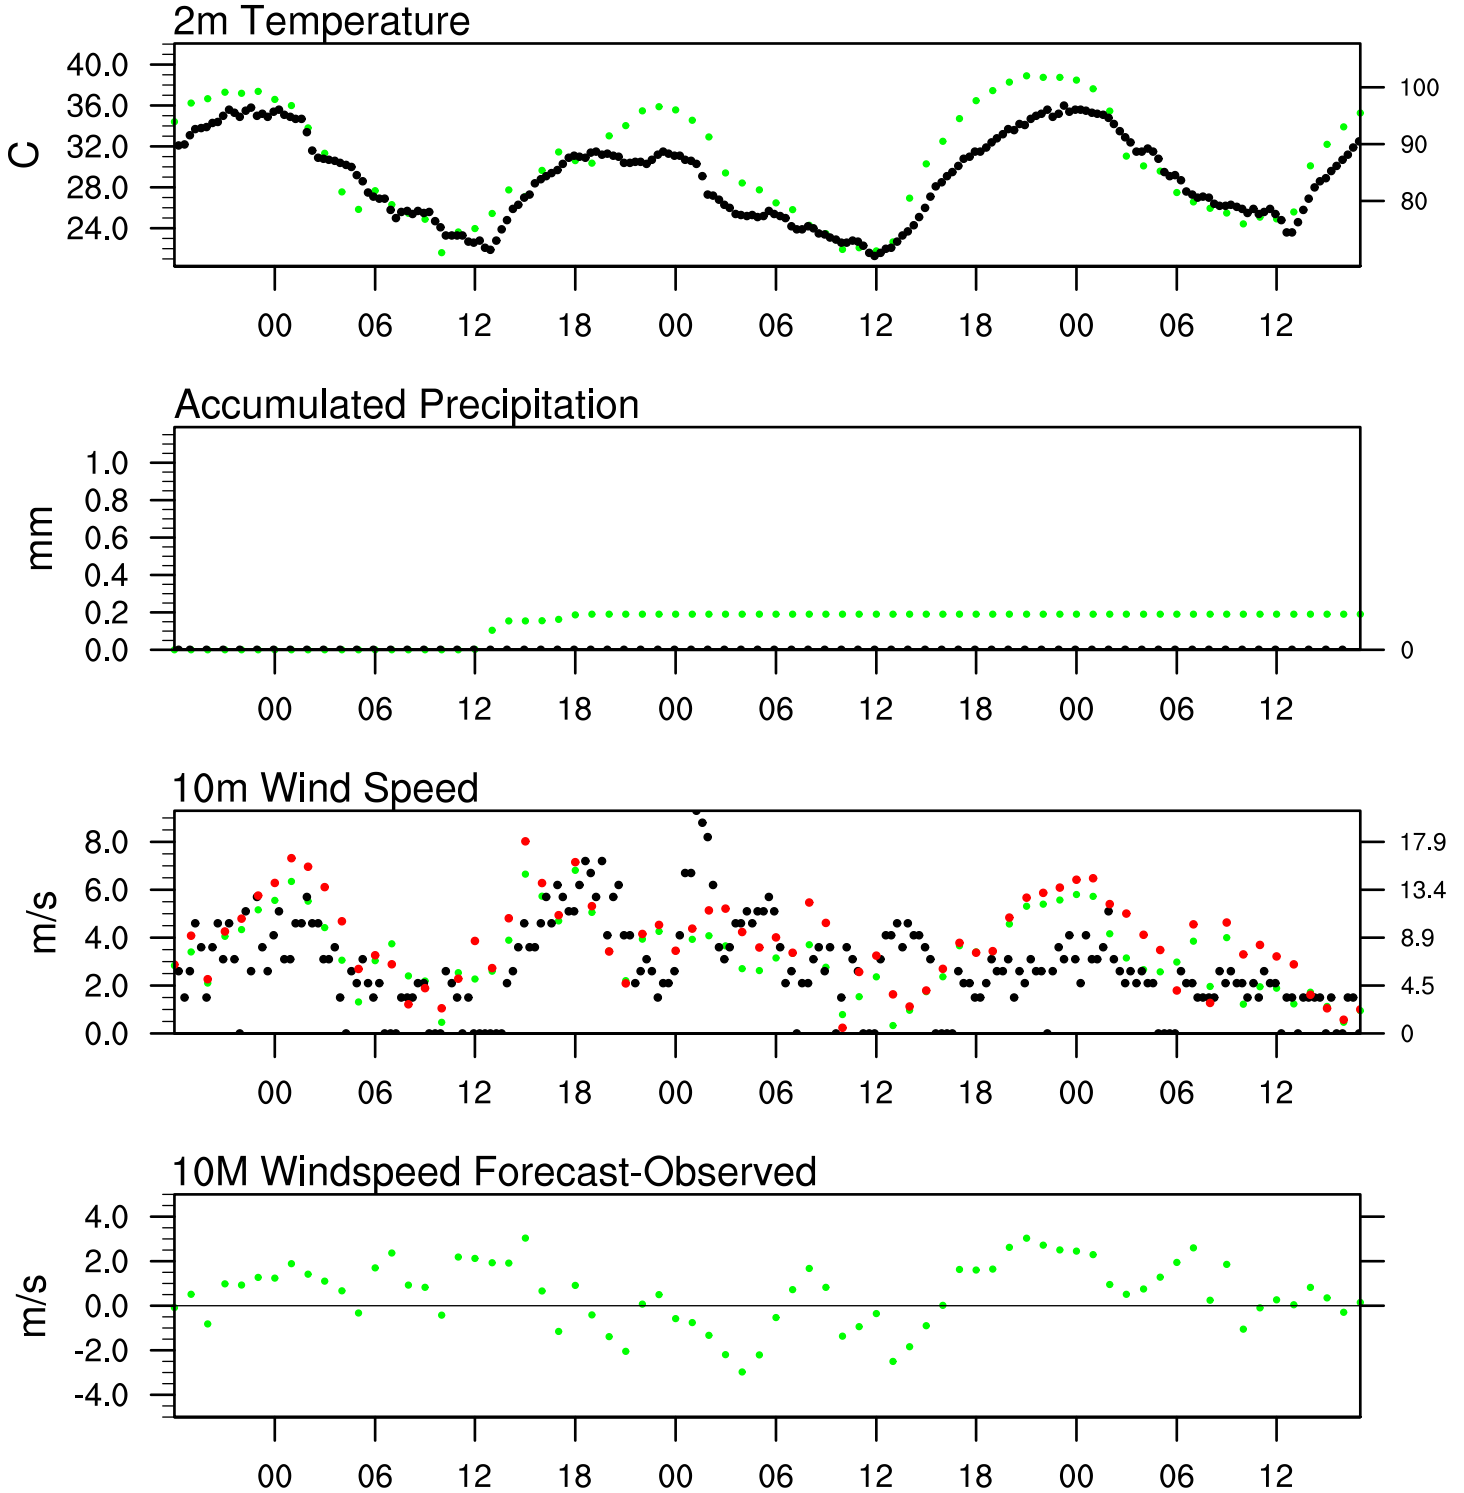 2m Temperature
40.0
36.0
32.0
28.0
24.0
C
100
90
80
00 06 12 18 00 06 12 18 00 06 12
Accumulated Precipitation
1.0
0.8
0.6
0.4
0.2
0.0
mm
0
00 06 12 18 00 06 12 18 00 06 12
10m Wind Speed
8.0
6.0
4.0
2.0
0.0
m/s
17.9
13.4
8.9
4.5
0
00 06 12 18 00 06 12 18 00 06 12
10M Windspeed Forecast-Observed
4.0
2.0
0.0
-2.0
-4.0
m/s
00 06 12 18 00 06 12 18 00 06 12